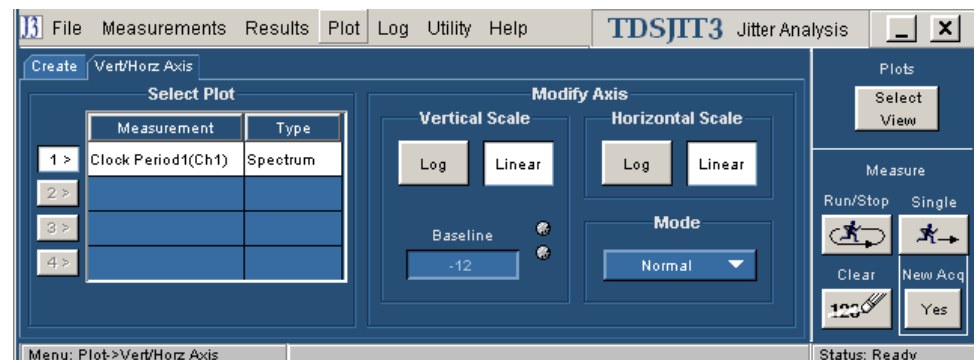 J3 File Measurements Results Plot Log Utility Help TDSJIT3 Jitter Analysis
Create Vert/Horz Axis
Select Plot
Measurement Type
1 > Clock Period1(Ch1) Spectrum
2 >
3 >
4 >
Modify Axis
Vertical Scale
Log Linear
Baseline
-12
Horizontal Scale
Log Linear
Mode
Normal
Plots
Select
View
Measure
Run/Stop Single
Clear New Acq
123 Yes
Menu: Plot->Vert/Horz Axis
Status: Ready